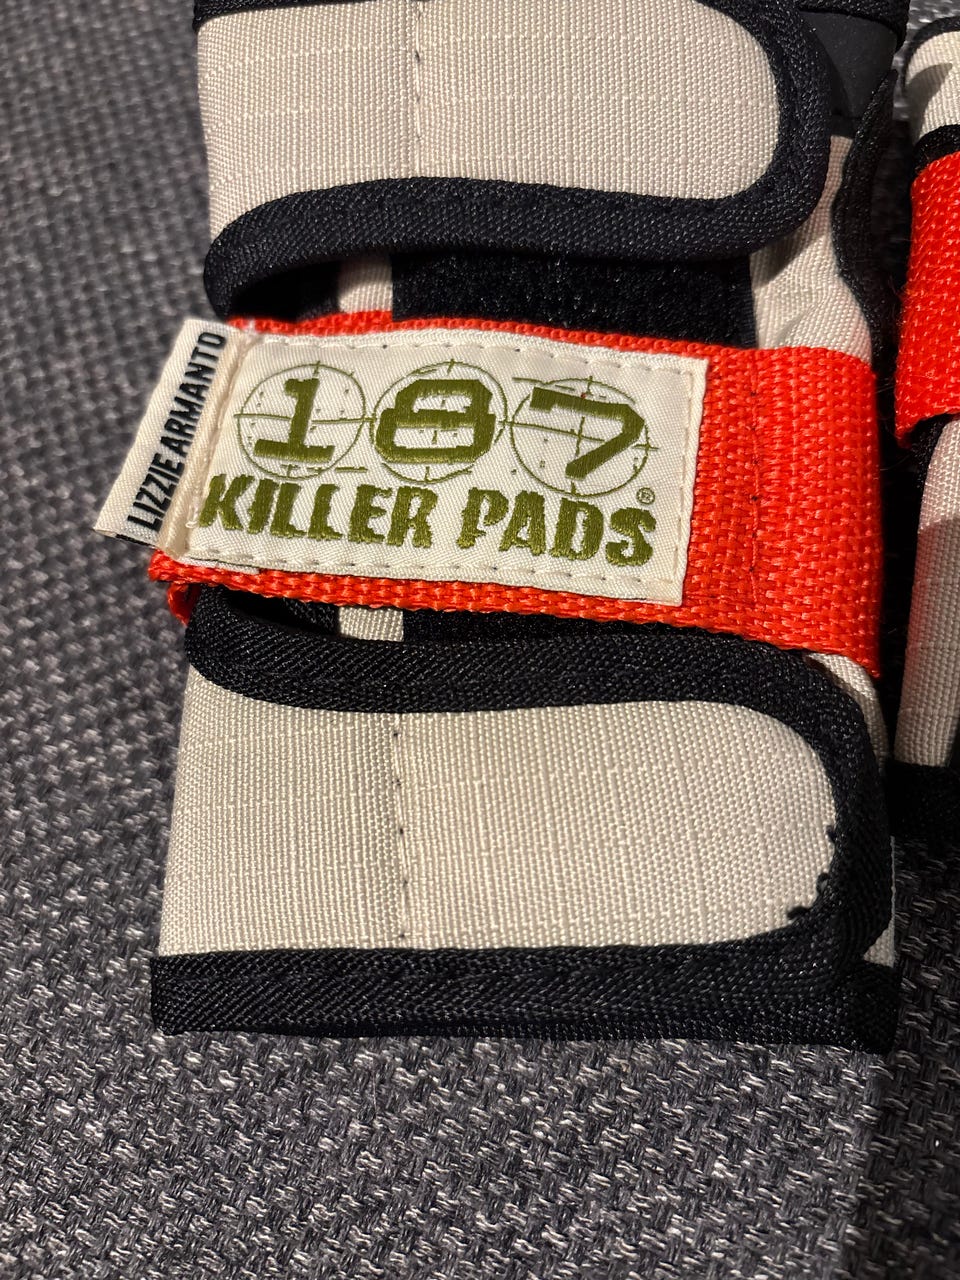 LIZZIE ARMANTO
187
KILLER PADS®